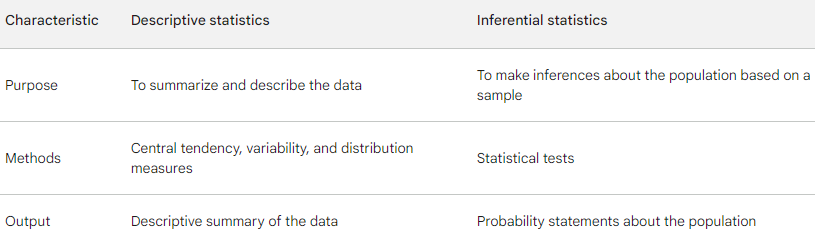 Characteristic Descriptive statistics Inferential statistics
Purpose To summarize and describe the data To make inferences about the population based on a
sample
Methods Central tendency, variability, and distribution
measures Statistical tests
Output Descriptive summary of the data Probability statements about the population